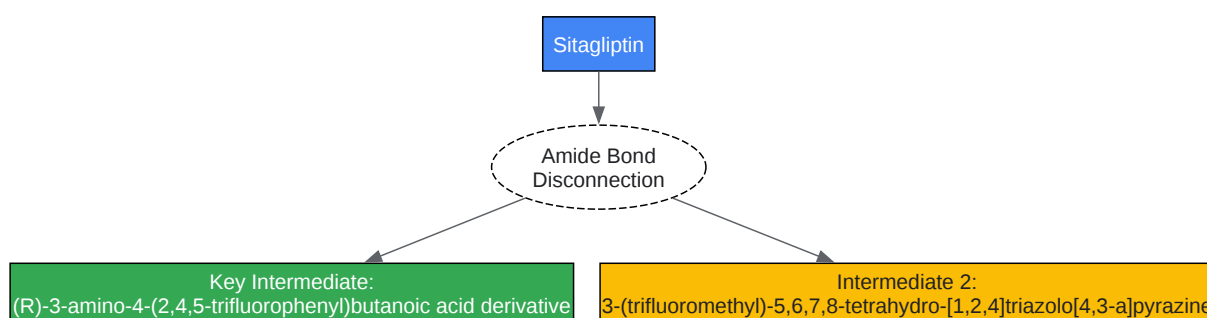 Sitagliptin
Amide Bond
Disconnection
Key Intermediate:
(R)-3-amino-4-(2,4,5-trifluorophenyl)butanoic acid derivative
Intermediate 2:
3-(trifluoromethyl)-5,6,7,8-tetrahydro-[1,2,4]triazolo[4,3-a]pyrazine